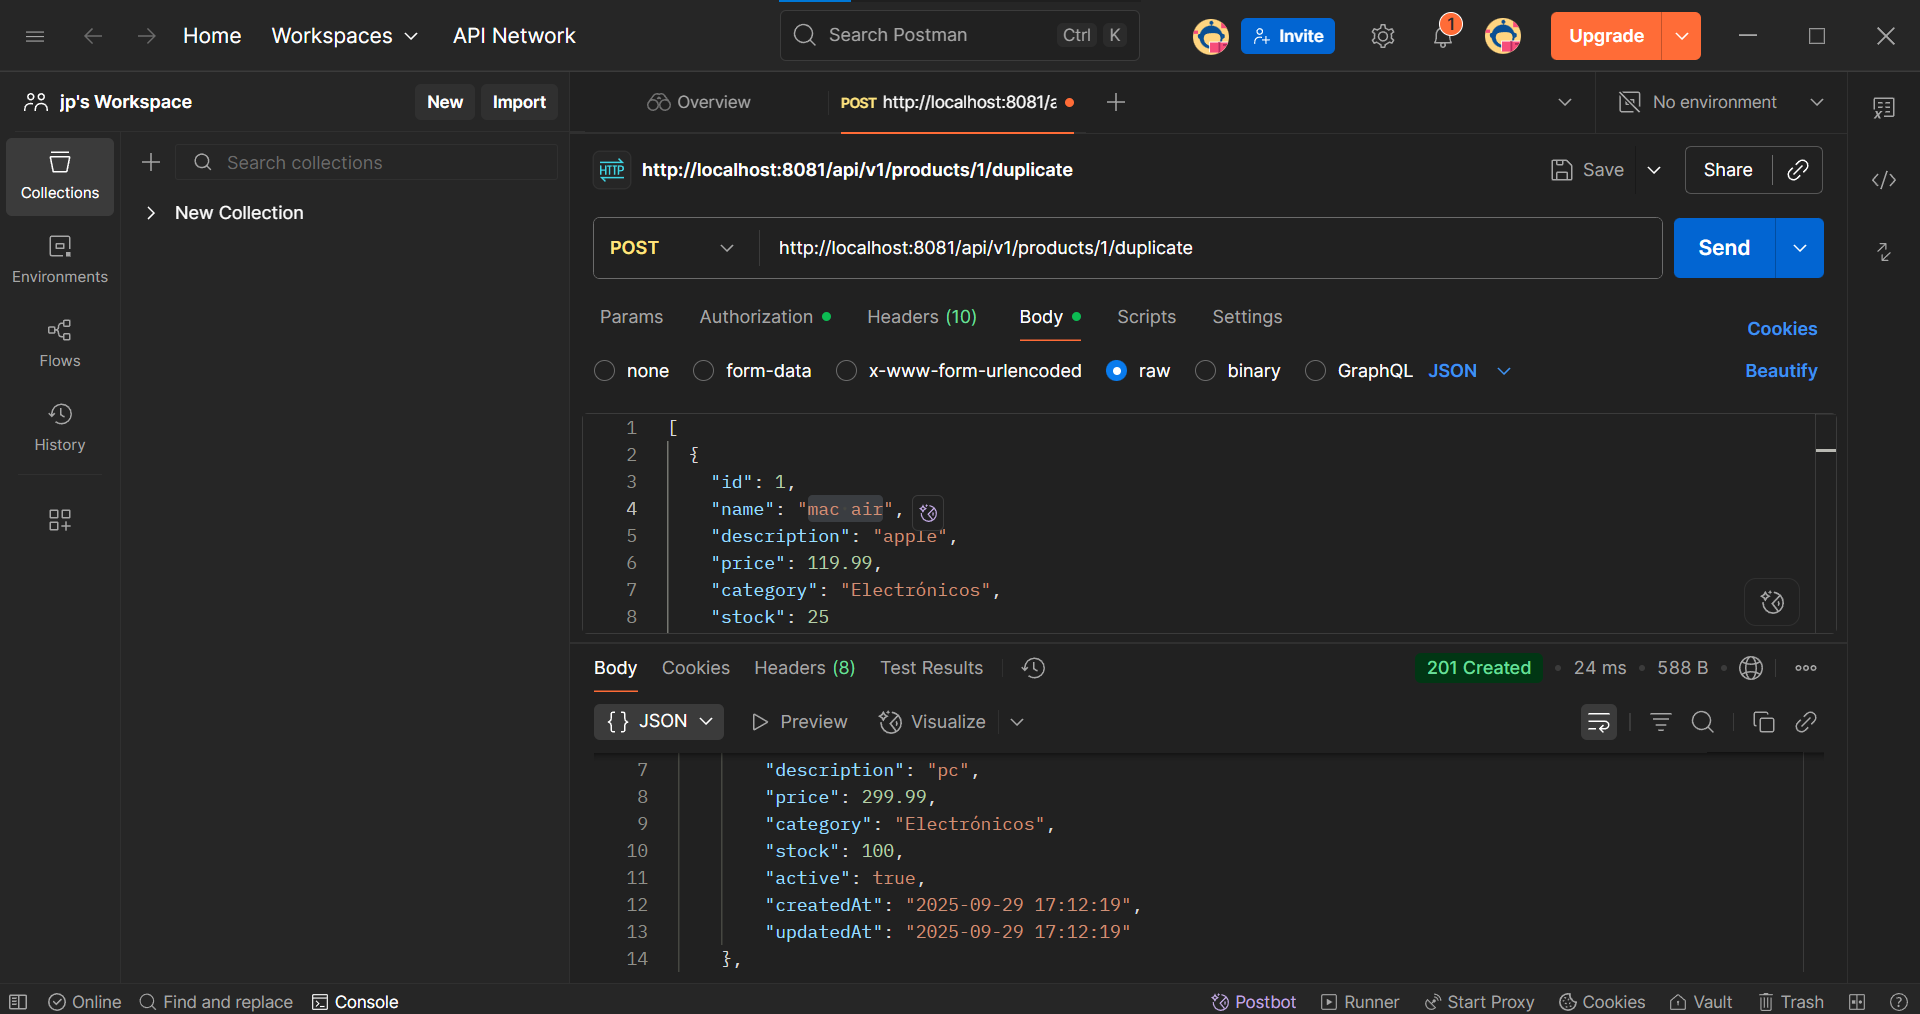 Home Workspaces API Network Search Postman Ctrl K Invite 1 Upgrade
jp's Workspace New Import Overview POST http://localhost:8081/a No environment
Search collections
Collections
New Collection
Environments
Flows
History
HTTP http://localhost:8081/api/v1/products/1/duplicate Save Share
POST http://localhost:8081/api/v1/products/1/duplicate Send
Params Authorization Headers (10) Body Scripts Settings Cookies
none form-data x-www-form-urlencoded raw binary GraphQL JSON Beautify
1 [
2 {
3 "id": 1,
4 "name": "mac air",
5 "description": "apple",
6 "price": 119.99,
7 "category": "Electrónicos",
8 "stock": 25
Body Cookies Headers (8) Test Results 201 Created • 24 ms • 588 B •
{} JSON Preview Visualize
7 "description": "pc",
8 "price": 299.99,
9 "category": "Electrónicos",
10 "stock": 100,
11 "active": true,
12 "createdAt": "2025-09-29 17:12:19",
13 "updatedAt": "2025-09-29 17:12:19"
14 },
Online Find and replace Console Postbot Runner Start Proxy Cookies Vault Trash